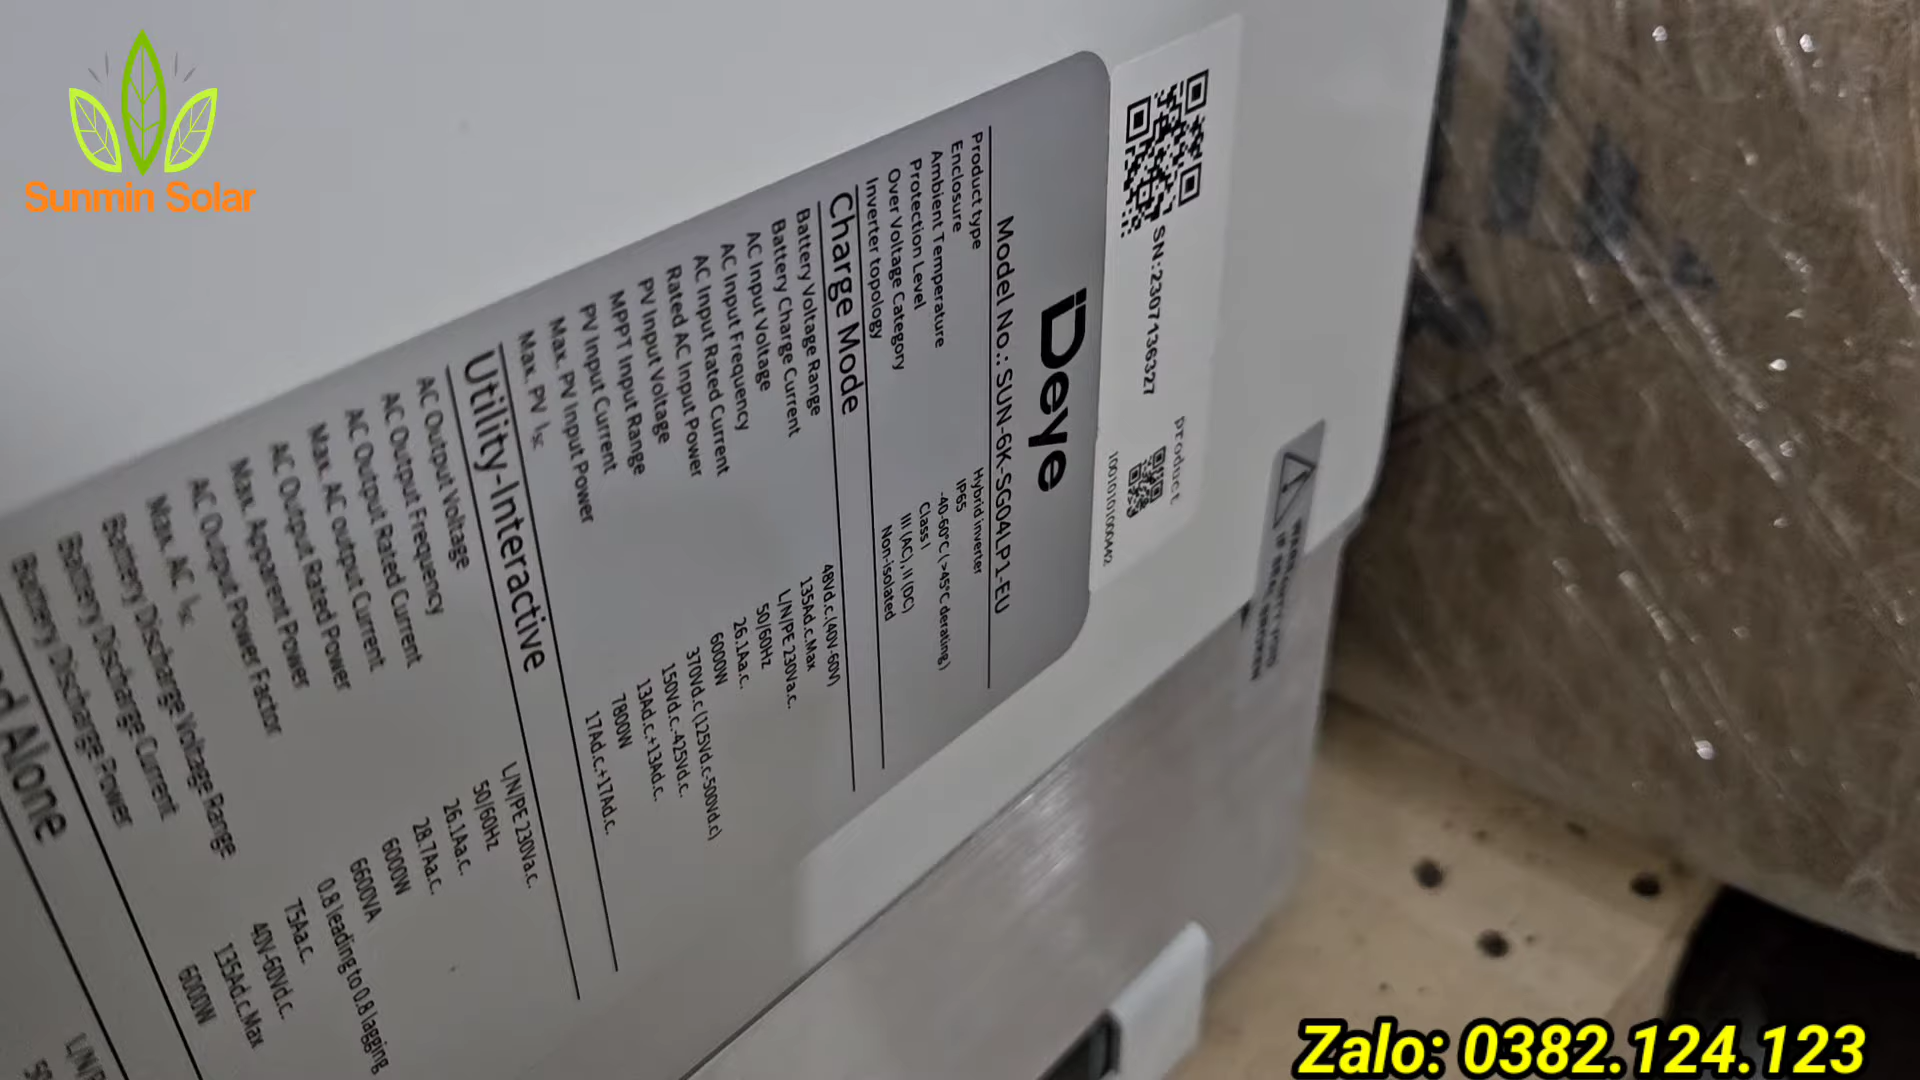 Sunmin Solar
SN:2307136327
product
1001010100042
Deye
Model No.: SUN-6K-SG04LP1-EU
Product type Hybrid inverter
Enclosure IP65
Ambient Temperature -40-60°C ( >45°C derating)
Protection Level Class I
Over Voltage Category III (AC), II (DC)
Inverter topology Non-isolated
Charge Mode
Battery Voltage Range 48Vd.c.(40V-60V)
Battery Charge Current 135Ad.c.Max
AC Input Voltage L/N/PE 230Va.c.
AC Input Frequency 50/60Hz
AC Input Rated Current 26.1Aa.c.
Rated AC Input Power 6000W
PV Input Voltage 370Vd.c (125Vd.c-500Vd.c)
MPPT Input Range 150Vd.c.-425Vd.c.
PV Input Current 13Ad.c.+13Ad.c.
Max. PV Input Power 7800W
Max. PV Isc 17Ad.c.+17Ad.c.
Utility-Interactive
AC Output Voltage L/N/PE 230Va.c.
AC Output Frequency 50/60Hz
AC Output Rated Current 26.1Aa.c.
Max. AC output Current 28.7Aa.c.
AC Output Rated Power 6000W
Max. Apparent Power 6600VA
AC Output Power Factor 0.8 leading to 0.8 lagging
Max. AC Isc 75Aa.c.
Battery Discharge Voltage Range 40V-60Vd.c.
Battery Discharge Current 135Ad.c.Max
Battery Discharge Power 6000W
Alone
WARRANTY VOID
IF BROKEN
Zalo: 0382.124.123